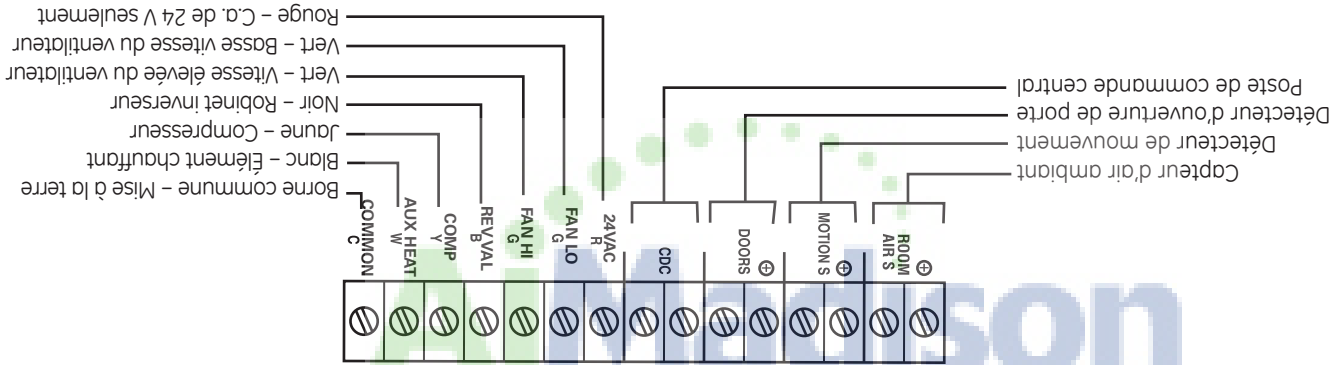 Rouge – C.a. de 24 V seulement
Vert – Basse vitesse du ventilateur
Vert – Vitesse élevée du ventilateur
Noir – Robinet inverseur
Jaune – Compresseur
Blanc – Élément chauffant
Borne commune – Mise à la terre
Poste de commande central
Détecteur d'ouverture de porte
Détecteur de mouvement
Capteur d'air ambiant
COMMON
C
AUX HEAT
W
COMP
Y
REV.VAL
B
FAN HI
G
FAN LO
G
24VAC
R
CDC
DOORS
MOTION S
ROOM
AIR S
AjMadison